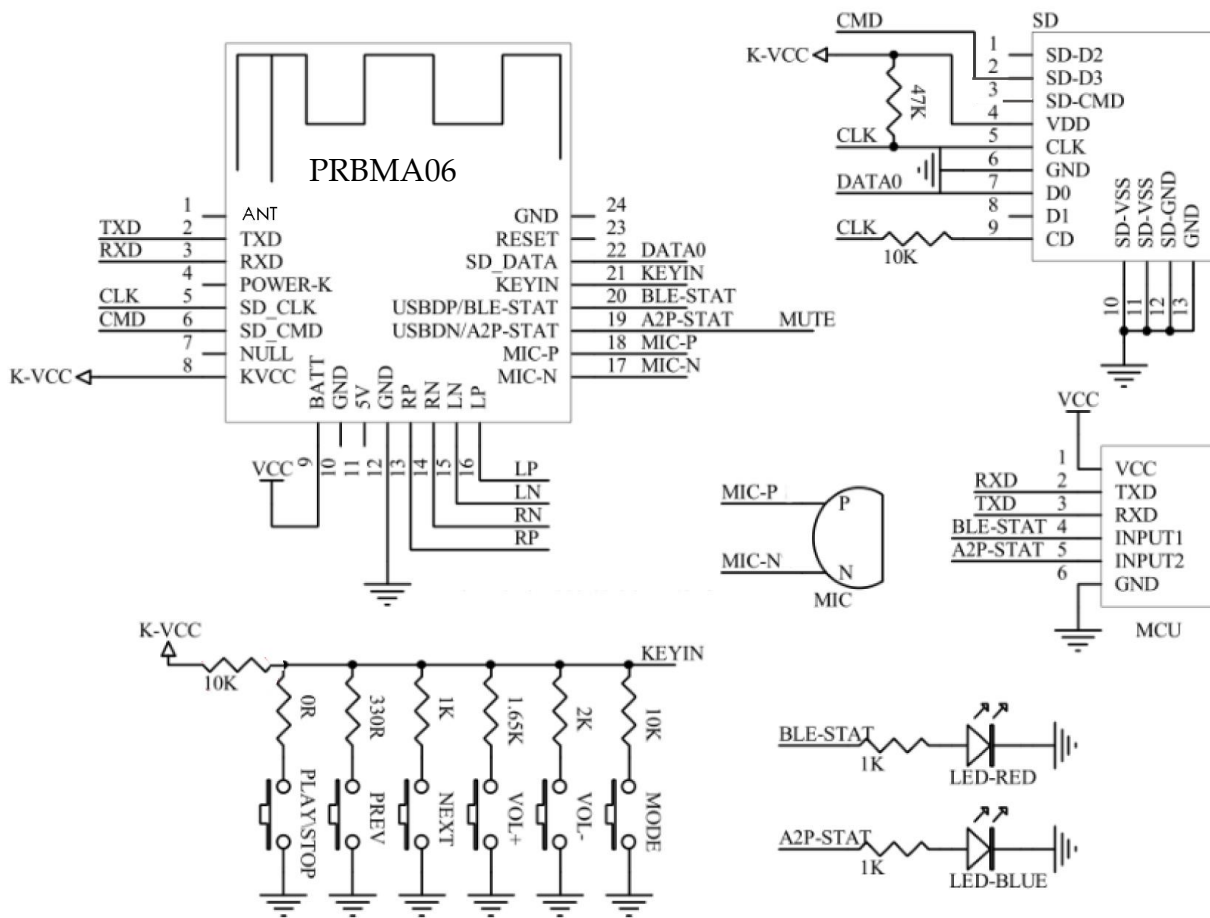 PRBMA06
1 ANT
TXD 2 TXD
RXD 3 RXD
4 POWER-K
CLK 5 SD_CLK
CMD 6 SD_CMD
7 NULL
K-VCC 8 KVCC
GND 24
RESET 23
SD_DATA 22 DATA0
KEYIN 21 KEYIN
USBDP/BLE-STAT 20 BLE-STAT
USBDN/A2P-STAT 19 A2P-STAT MUTE
MIC-P 18 MIC-P
MIC-N 17 MIC-N
BATT GND 5V GND RP RN LN LP
9 10 11 12 13 14 15 16
VCC
LP
LN
RN
RP
SD
CMD
K-VCC
47K
CLK
DATA0
CLK
10K
1 SD-D2
2 SD-D3
3 SD-CMD
4 VDD
5 CLK
6 GND
7 D0
8 D1
9 CD
SD-VSS SD-VSS SD-GND GND
10 11 12 13
VCC
1 VCC
RXD 2 TXD
TXD 3 RXD
BLE-STAT 4 INPUT1
A2P-STAT 5 INPUT2
6 GND
MCU
MIC-P P
MIC-N N
MIC
K-VCC
10K
KEYIN
0R 330R 1K 1.65K 2K 10K
PLAY\STOP PREV NEXT VOL+ VOL- MODE
BLE-STAT
1K
LED-RED
A2P-STAT
1K
LED-BLUE